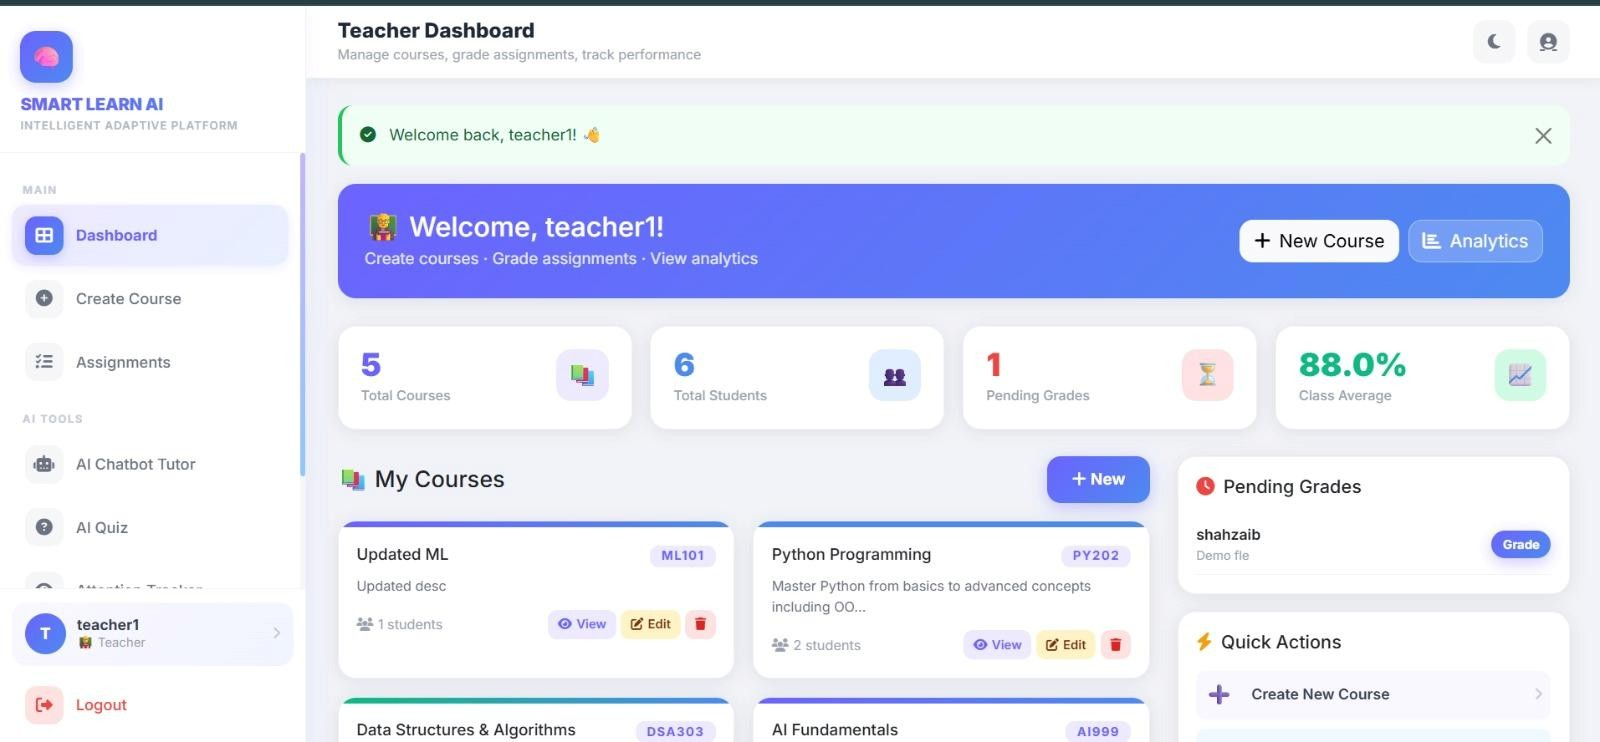 SMART LEARN AI
INTELLIGENT ADAPTIVE PLATFORM
MAIN
Dashboard
Create Course
Assignments
AI TOOLS
AI Chatbot Tutor
AI Quiz
Attention Tracker
T
teacher1
Teacher
Logout
Teacher Dashboard
Manage courses, grade assignments, track performance
Welcome back, teacher1!
Welcome, teacher1!
Create courses · Grade assignments · View analytics
New Course
Analytics
5
Total Courses
6
Total Students
1
Pending Grades
88.0%
Class Average
My Courses
+ New
Updated ML
ML101
Updated desc
1 students
View
Edit
Python Programming
PY202
Master Python from basics to advanced concepts
including OO...
2 students
View
Edit
Data Structures & Algorithms
DSA303
AI Fundamentals
AI999
Pending Grades
shahzaib
Demo fle
Grade
Quick Actions
Create New Course